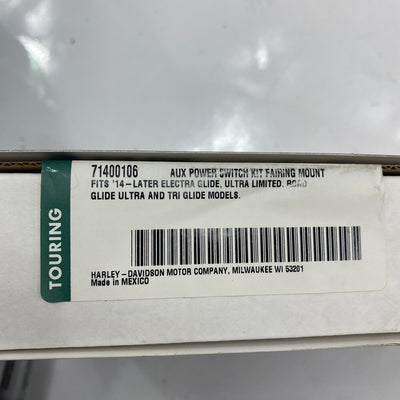 TOURING
71400106 AUX POWER SWITCH KIT FAIRING MOUNT
FITS '14-LATER ELECTRA GLIDE, ULTRA LIMITED, ROAD
GLIDE ULTRA AND TRI GLIDE MODELS.
HARLEY-DAVIDSON MOTOR COMPANY, MILWAUKEE WI 53201
Made in MEXICO